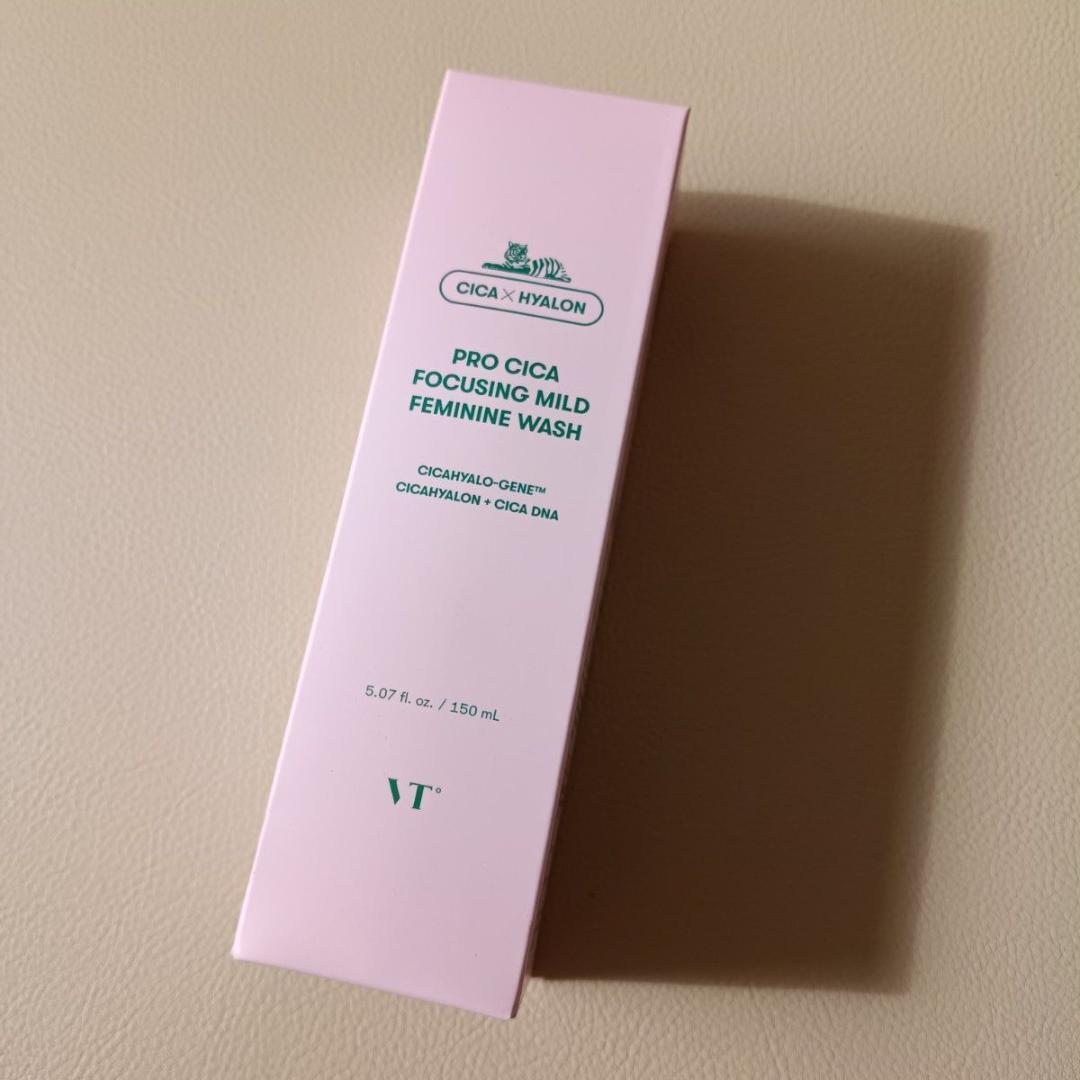 CICA X HYALON
PRO CICA
FOCUSING MILD
FEMININE WASH
CICAHYALO-GENE™
CICAHYALON + CICA DNA
5.07 fl. oz. / 150 mL
VT°